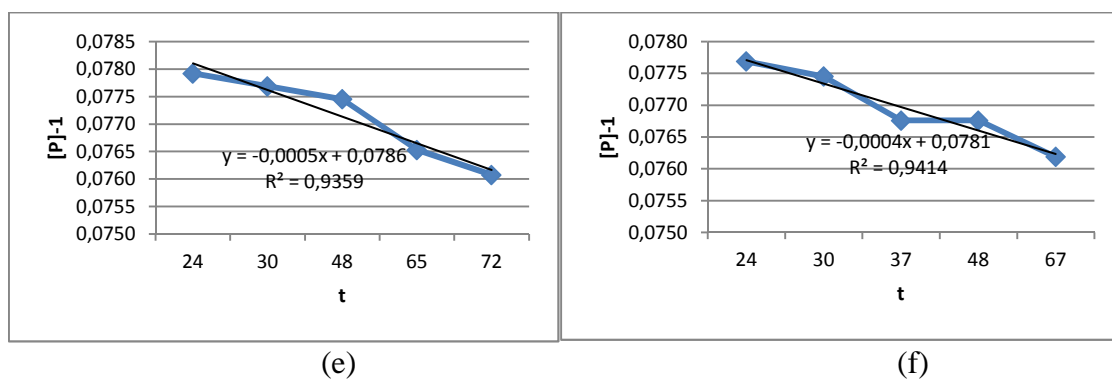 0,0785
0,0780
0,0775
0,0770
0,0765
0,0760
0,0755
0,0750
[P]-1
y = -0,0005x + 0,0786
R² = 0,9359
24 30 48 65 72
t
(e)
0,0780
0,0775
0,0770
0,0765
0,0760
0,0755
0,0750
[P]-1
y = -0,0004x + 0,0781
R² = 0,9414
24 30 37 48 67
t
(f)